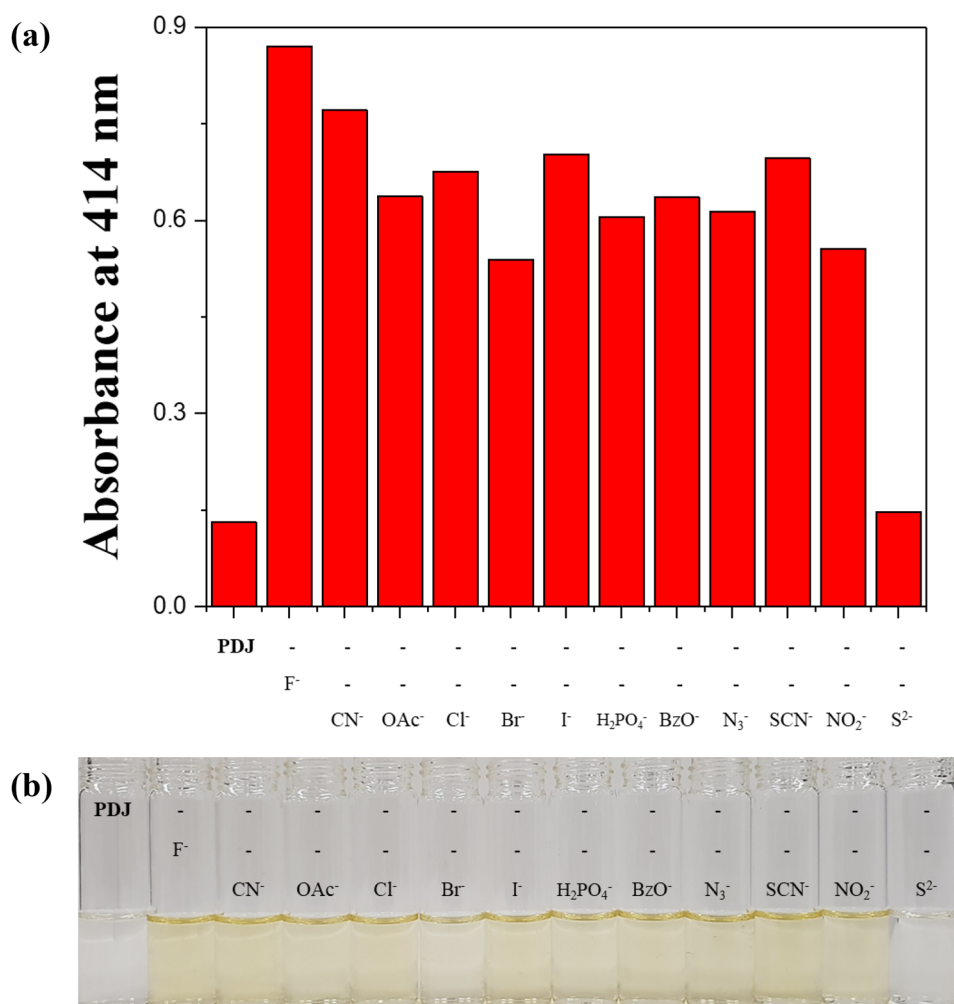 (a)
Absorbance at 414 nm
0.9
0.6
0.3
0.0
PDJ - - - - - - - - - - - -
F⁻ - - - - - - - - - - -
CN⁻ OAc⁻ Cl⁻ Br⁻ I⁻ H₂PO₄⁻ BzO⁻ N₃⁻ SCN⁻ NO₂⁻ S²⁻
(b)
PDJ - - - - - - - - - - - -
F⁻ - - - - - - - - - - -
CN⁻ OAc⁻ Cl⁻ Br⁻ I⁻ H₂PO₄⁻ BzO⁻ N₃⁻ SCN⁻ NO₂⁻ S²⁻